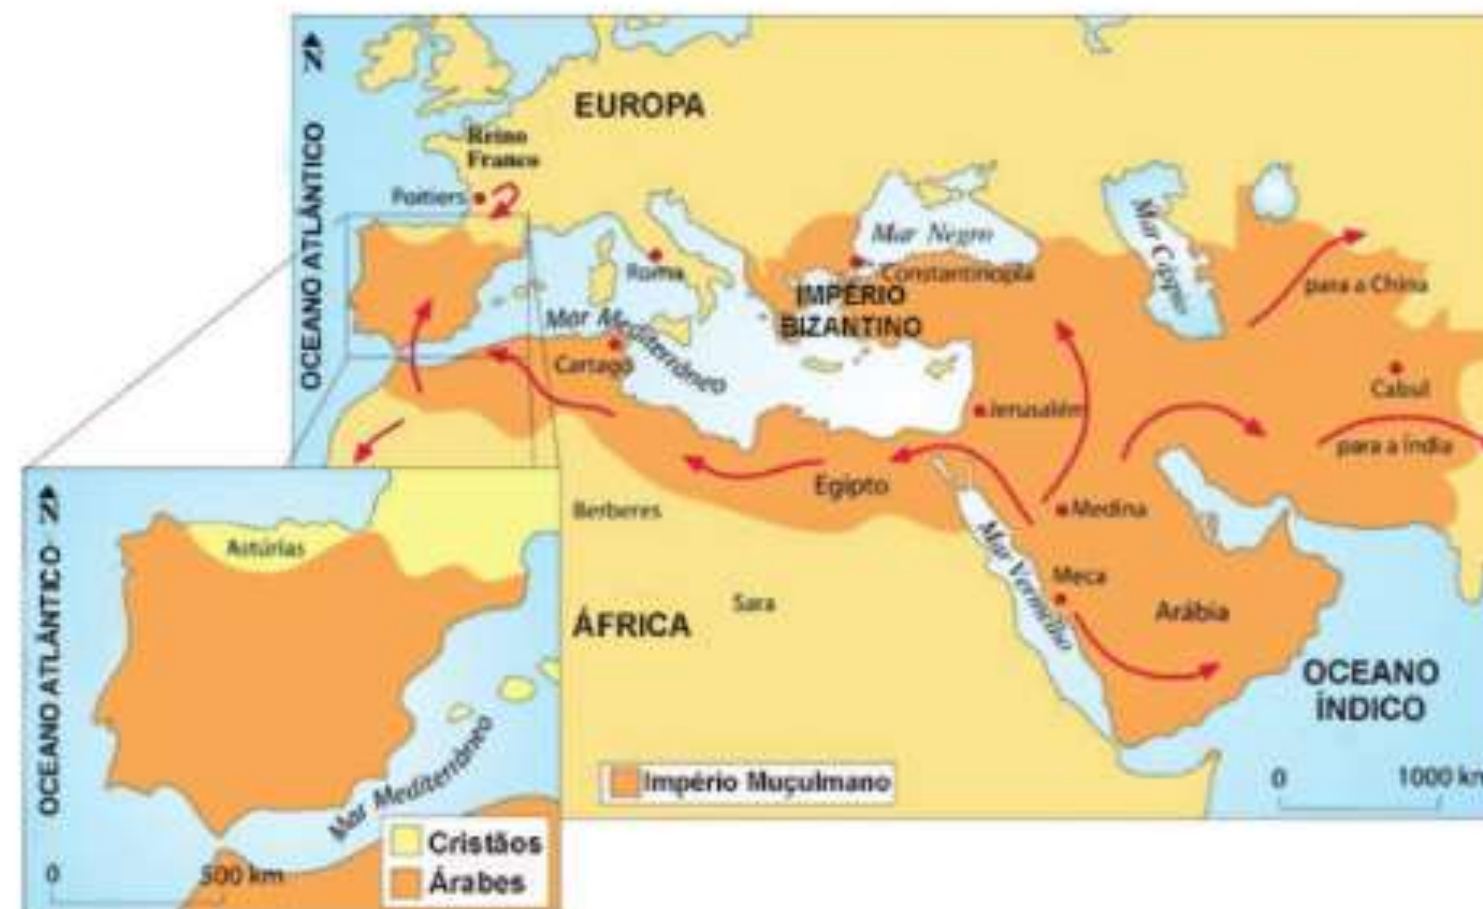 N
OCEANO ATLÂNTICO
EUROPA
Reino
Franco
Poitiers
Roma
Mar Negro
Constantinopla
IMPÉRIO
BIZANTINO
Mar Cáspio
para a China
Mar Mediterrâneo
Cartago
Jerusalém
Cabul
para a Índia
Egipto
Medina
Berberes
Mar Vermelho
Meca
Sara
Arábia
ÁFRICA
OCEANO
ÍNDICO
Império Muçulmano
0 1000 km
N
OCEANO ATLÂNTICO
Astúrias
Mar Mediterrâneo
Cristãos
Árabes
0 500 km